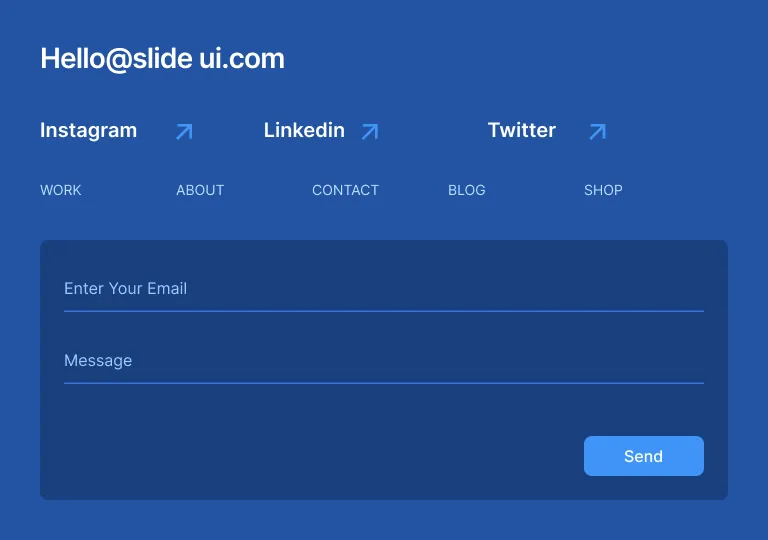 Hello@slide ui.com
Instagram Linkedin Twitter
WORK ABOUT CONTACT BLOG SHOP
Enter Your Email
Message
Send